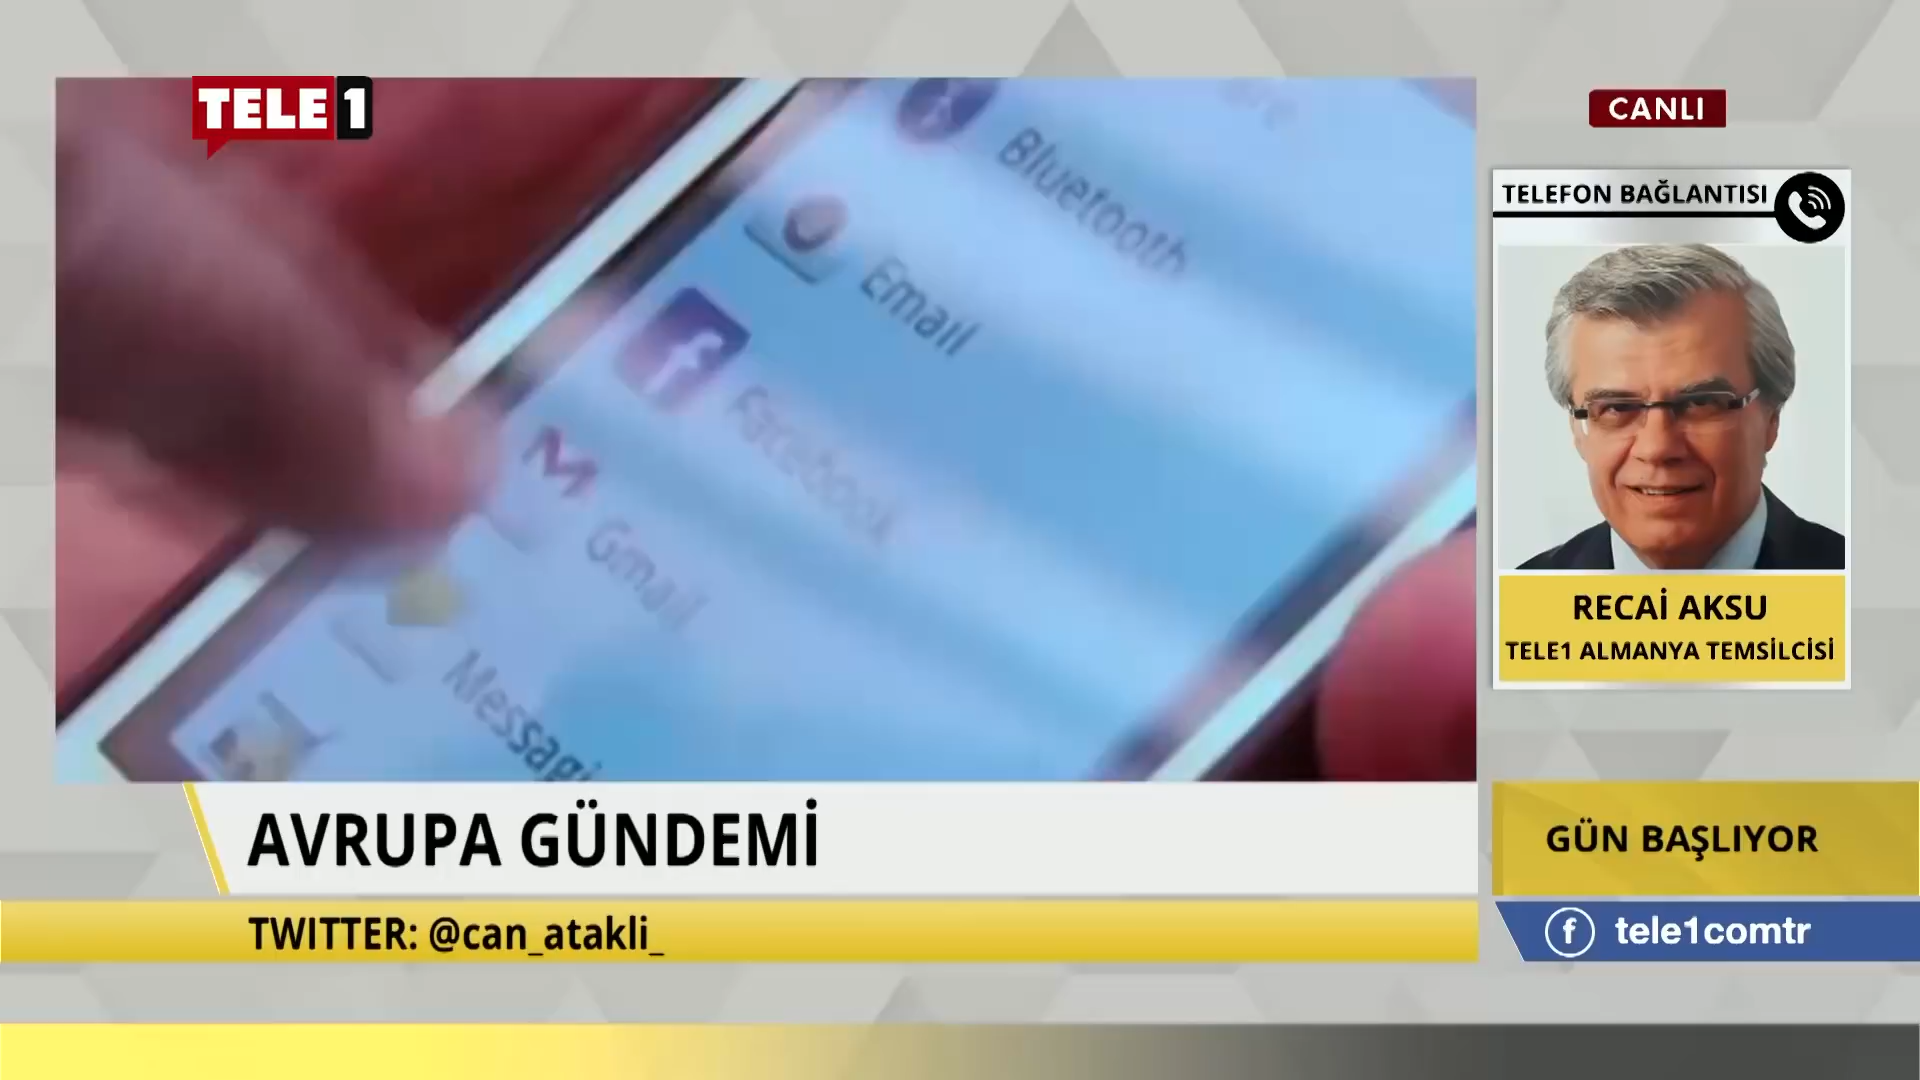 TELE1
CANLI
TELEFON BAĞLANTISI
Bluetooth
Email
Facebook
Gmail
RECAİ AKSU
TELE1 ALMANYA TEMSİLCİSİ
AVRUPA GÜNDEMİ
GÜN BAŞLIYOR
TWITTER: @can_atakli_
tele1comtr